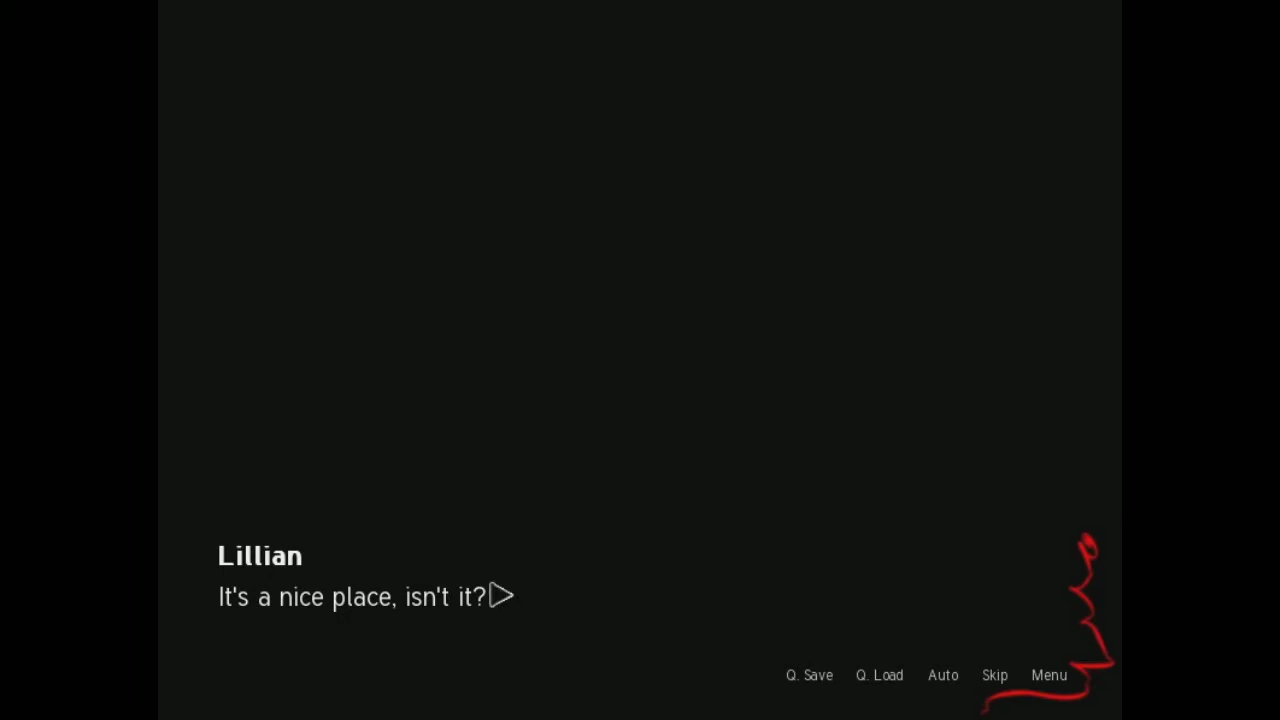 Lillian
It's a nice place, isn't it?
Q. Save Q. Load Auto Skip Menu